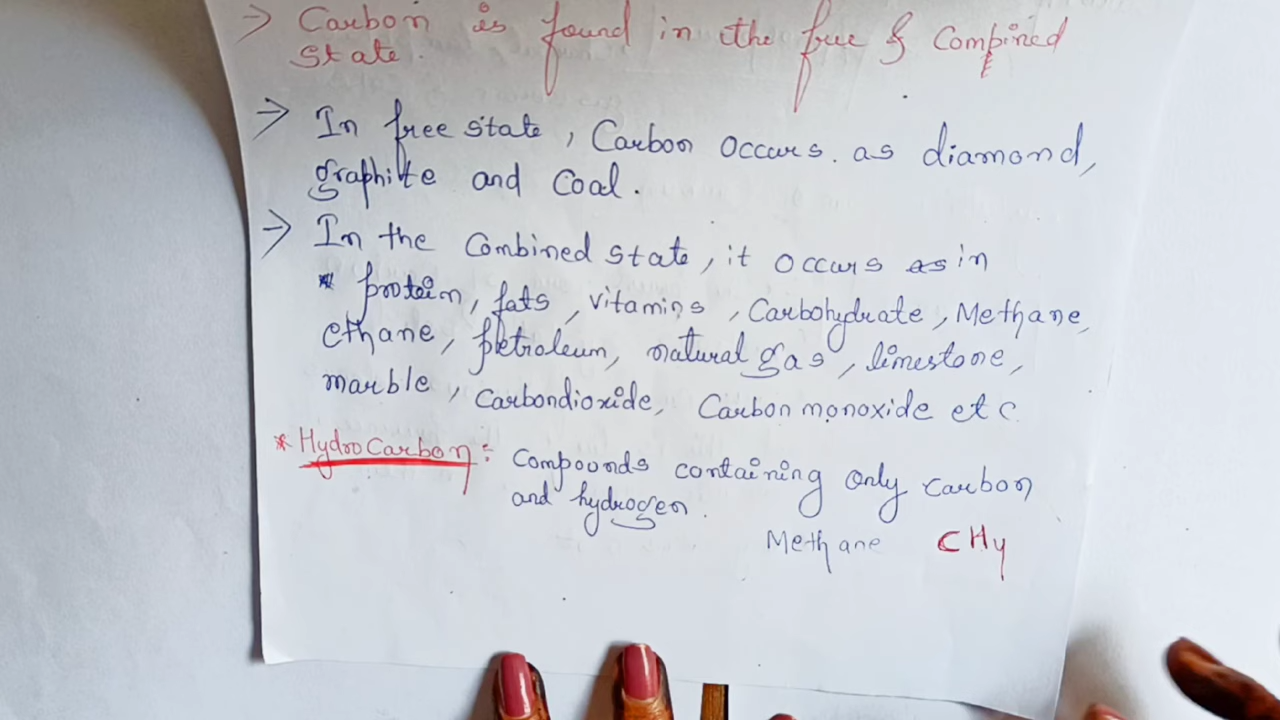 → Carbon is found in the free & Combined
State.
→ In free state, Carbon occurs. as diamond,
graphite and Coal.
→ In the Combined state, it occurs as in
* protein, fats, vitamins, Carbohydrate, Methane,
ethane, petroleum, natural gas, limestone,
marble, Carbondioxide, Carbon monoxide etc.
* HydroCarbon: Compounds containing only carbon
and hydrogen.
Methane CH4